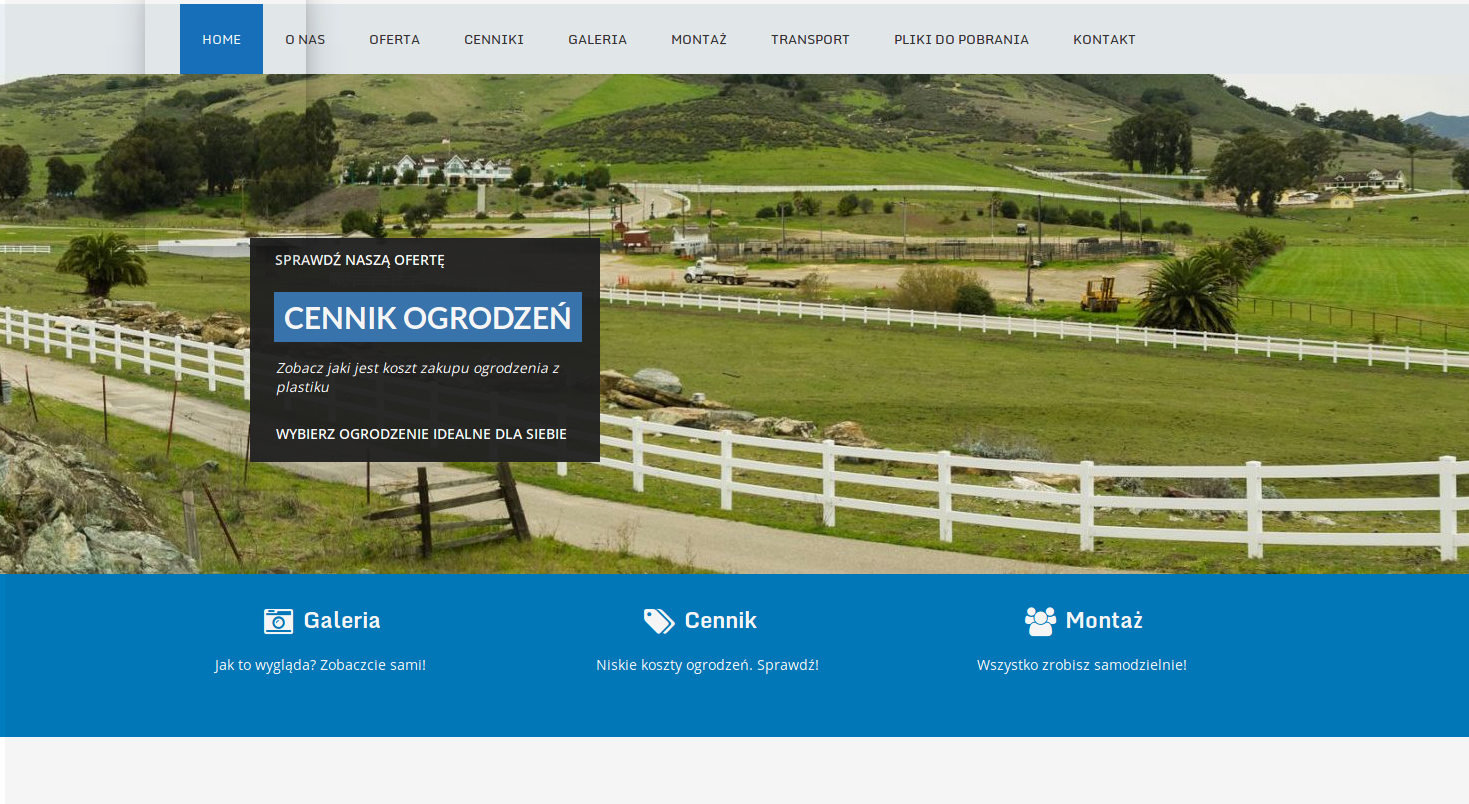 HOME O NAS OFERTA CENNIKI GALERIA MONTAŻ TRANSPORT PLIKI DO POBRANIA KONTAKT
SPRAWDŹ NASZĄ OFERTĘ
CENNIK OGRODZEŃ
Zobacz jaki jest koszt zakupu ogrodzenia z
plastiku
WYBIERZ OGRODZENIE IDEALNE DLA SIEBIE
Galeria
Jak to wygląda? Zobaczcie sami!
Cennik
Niskie koszty ogrodzeń. Sprawdź!
Montaż
Wszystko zrobisz samodzielnie!